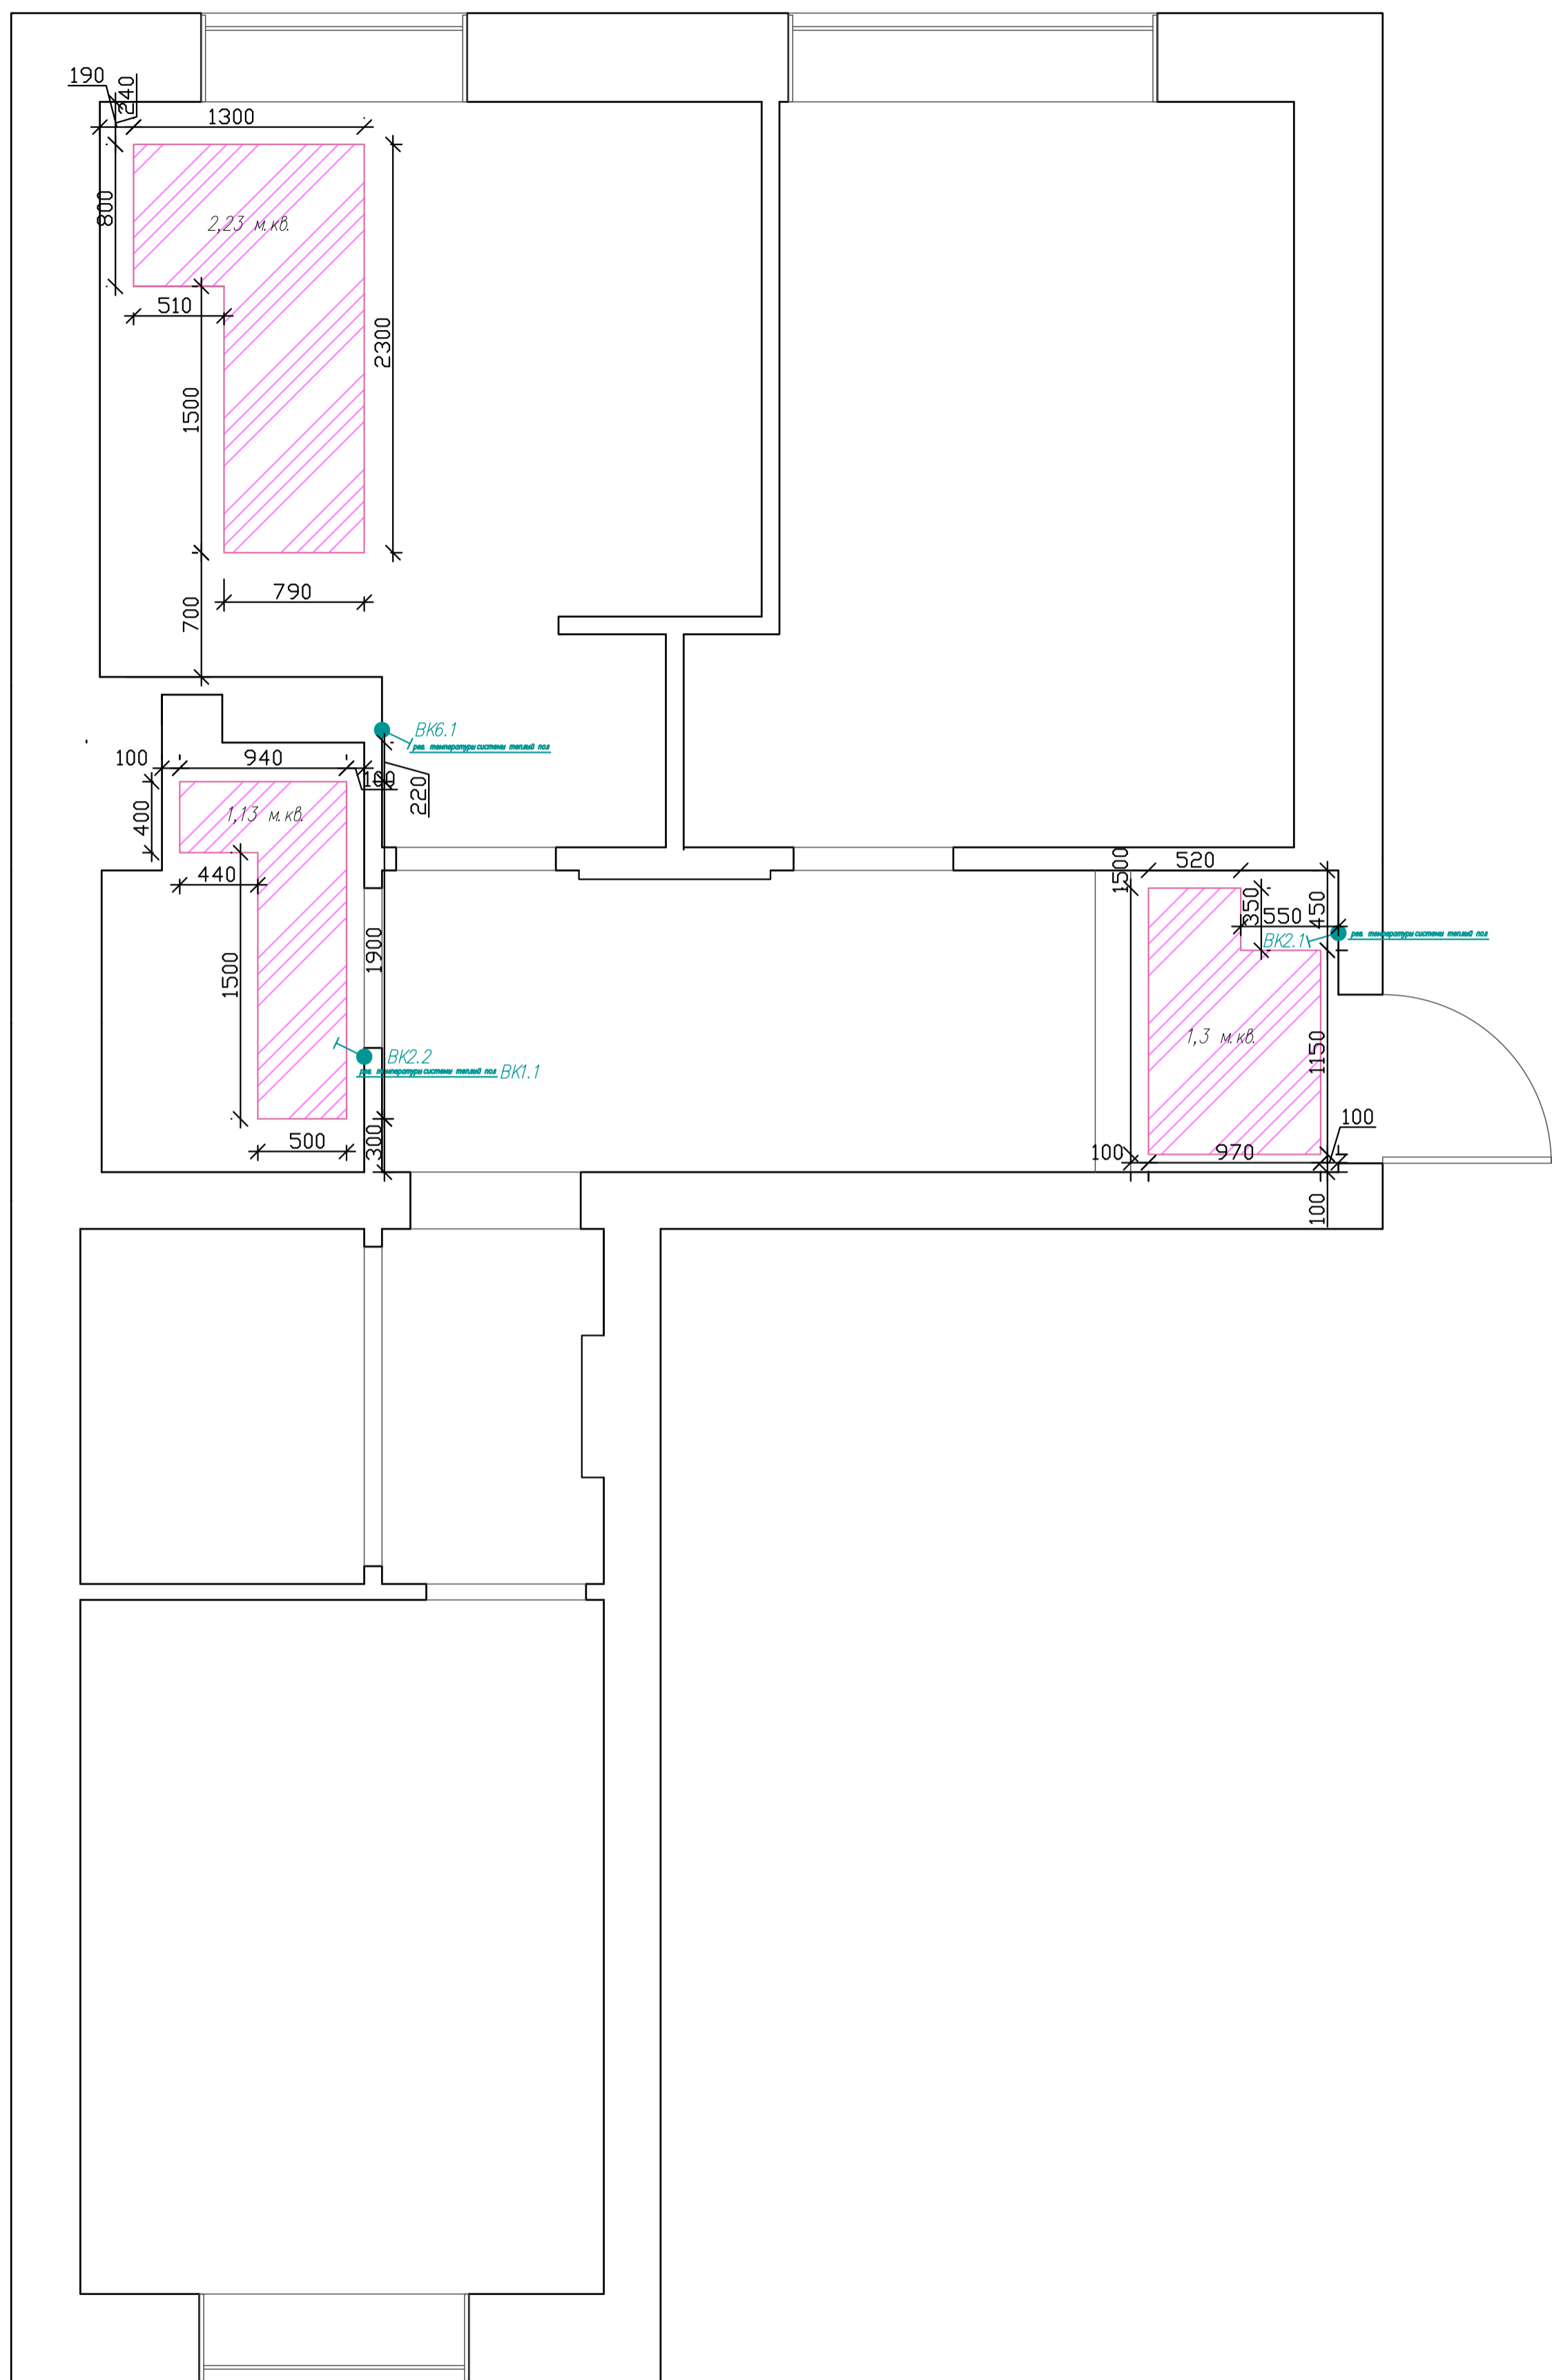 190
240
1300
800
2,23 м.кв.
510
2300
1500
790
700
ВК6.1
рег. температуры системы теплый пол
100
940
100
220
400
1,13 м.кв.
440
1500
520
350
450
550
ВК2.1
рег. температуры системы теплый пол
1900
1500
1,3 м.кв.
1150
ВК2.2
рег. температуры системы теплый пол
ВК1.1
100
500
300
100
970
100